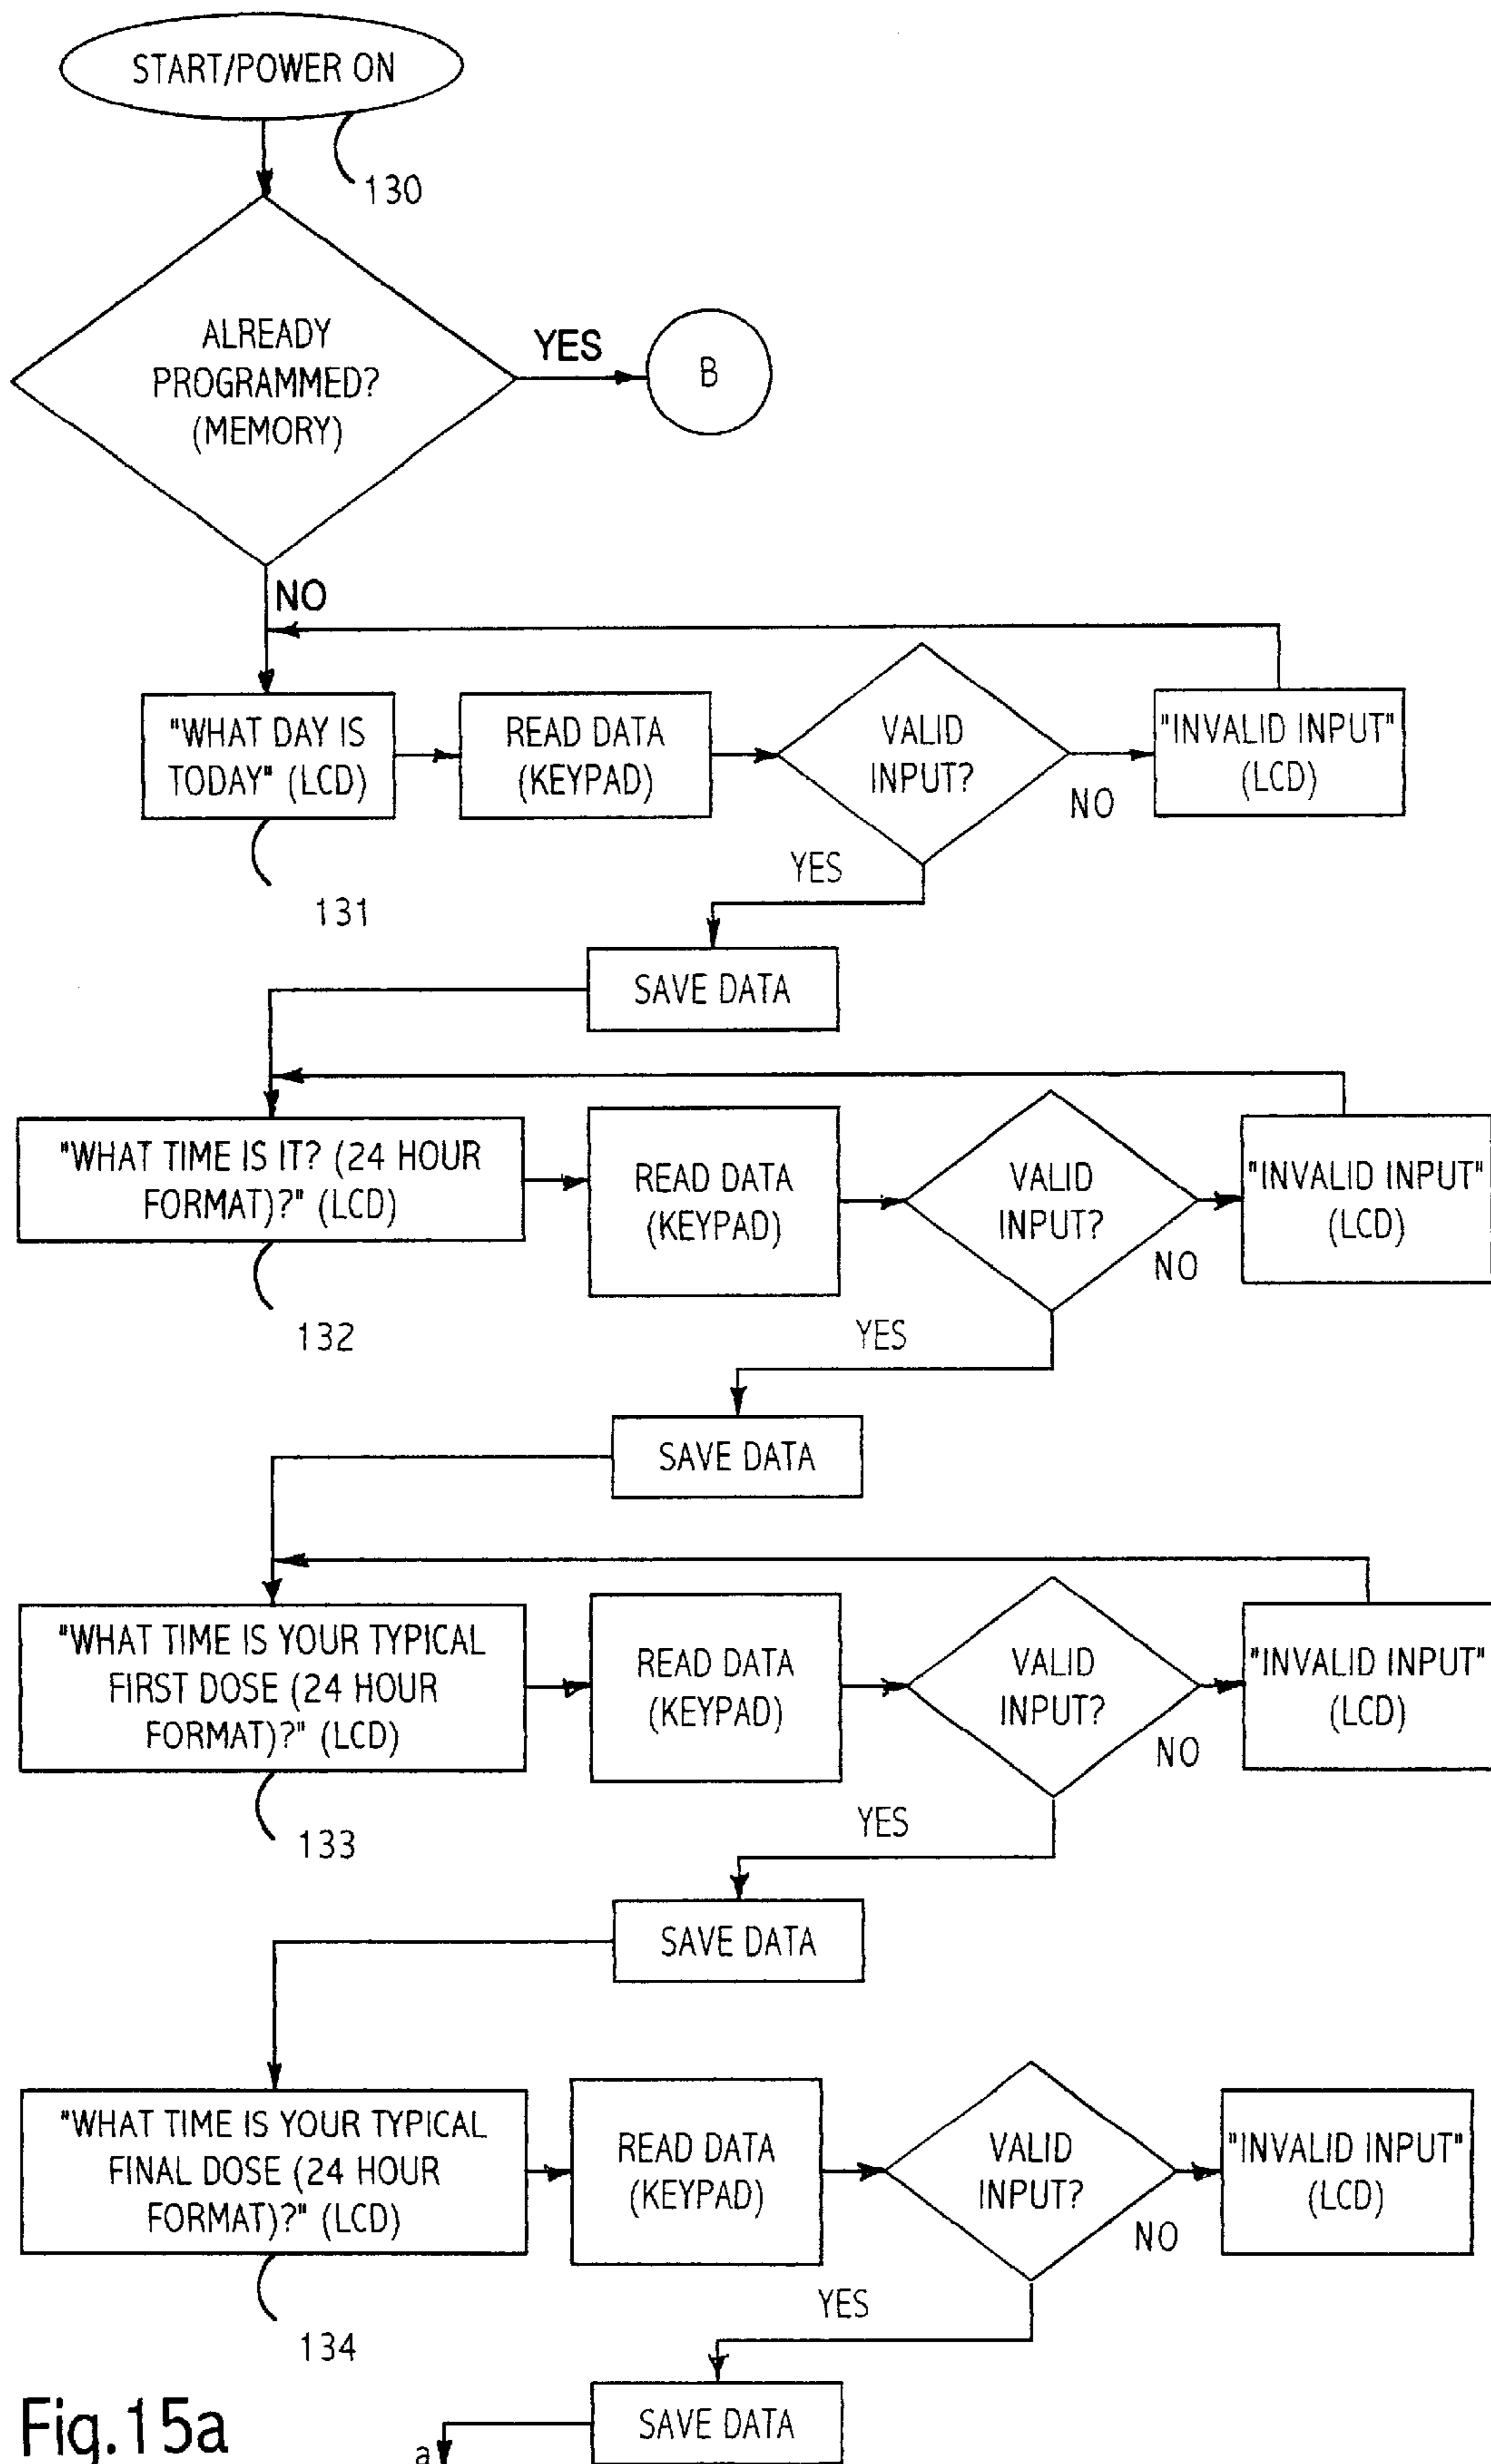 START/POWER ON
130
ALREADY
PROGRAMMED?
(MEMORY)
YES
B
NO
"WHAT DAY IS
TODAY" (LCD)
131
READ DATA
(KEYPAD)
VALID
INPUT?
NO
"INVALID INPUT"
(LCD)
YES
SAVE DATA
"WHAT TIME IS IT? (24 HOUR
FORMAT)?" (LCD)
132
READ DATA
(KEYPAD)
VALID
INPUT?
NO
"INVALID INPUT"
(LCD)
YES
SAVE DATA
"WHAT TIME IS YOUR TYPICAL
FIRST DOSE (24 HOUR
FORMAT)?" (LCD)
133
READ DATA
(KEYPAD)
VALID
INPUT?
NO
"INVALID INPUT"
(LCD)
YES
SAVE DATA
"WHAT TIME IS YOUR TYPICAL
FINAL DOSE (24 HOUR
FORMAT)?" (LCD)
134
READ DATA
(KEYPAD)
VALID
INPUT?
NO
"INVALID INPUT"
(LCD)
YES
SAVE DATA
a
Fig.15a